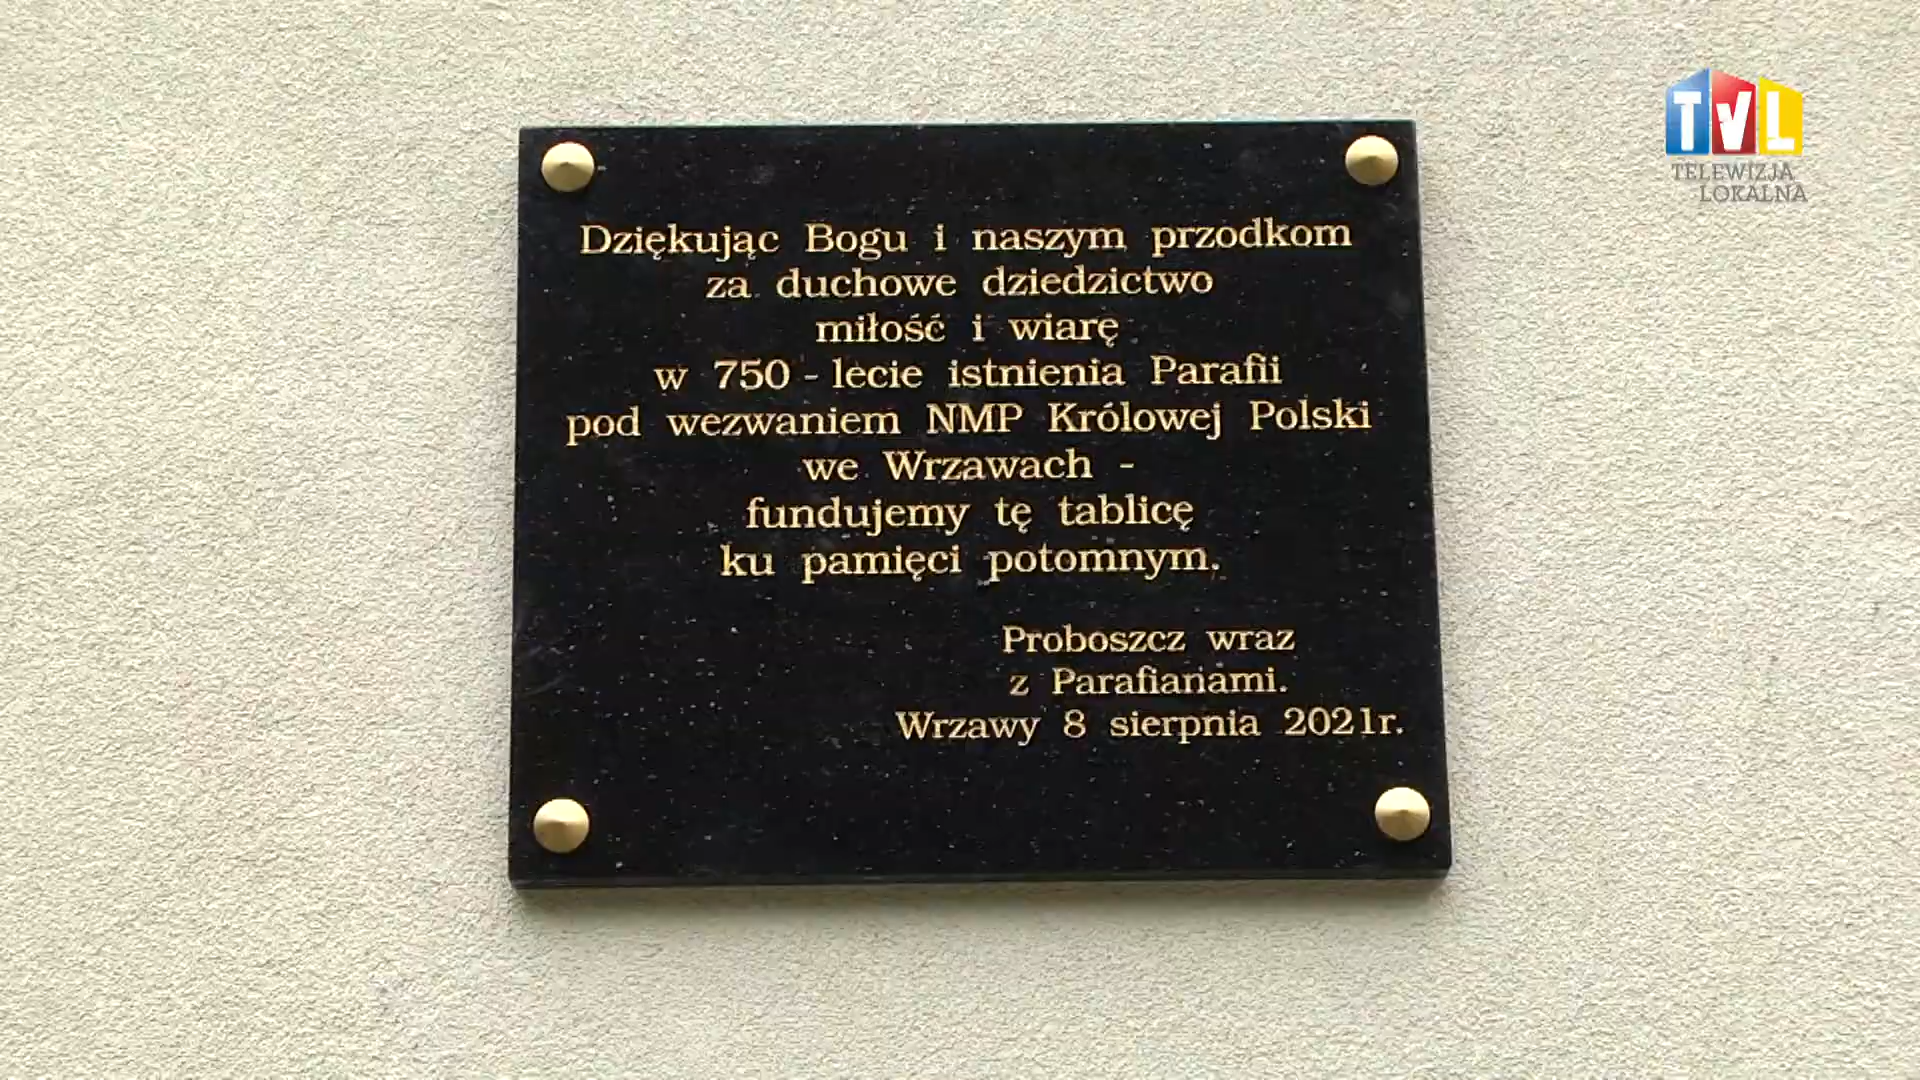 TVL
TELEWIZJA
LOKALNA
Dziękując Bogu i naszym przodkom
za duchowe dziedzictwo
miłość i wiarę
w 750 - lecie istnienia Parafii
pod wezwaniem NMP Królowej Polski
we Wrzawach -
fundujemy tę tablicę
ku pamięci potomnym.
Proboszcz wraz
z Parafianami.
Wrzawy 8 sierpnia 2021r.